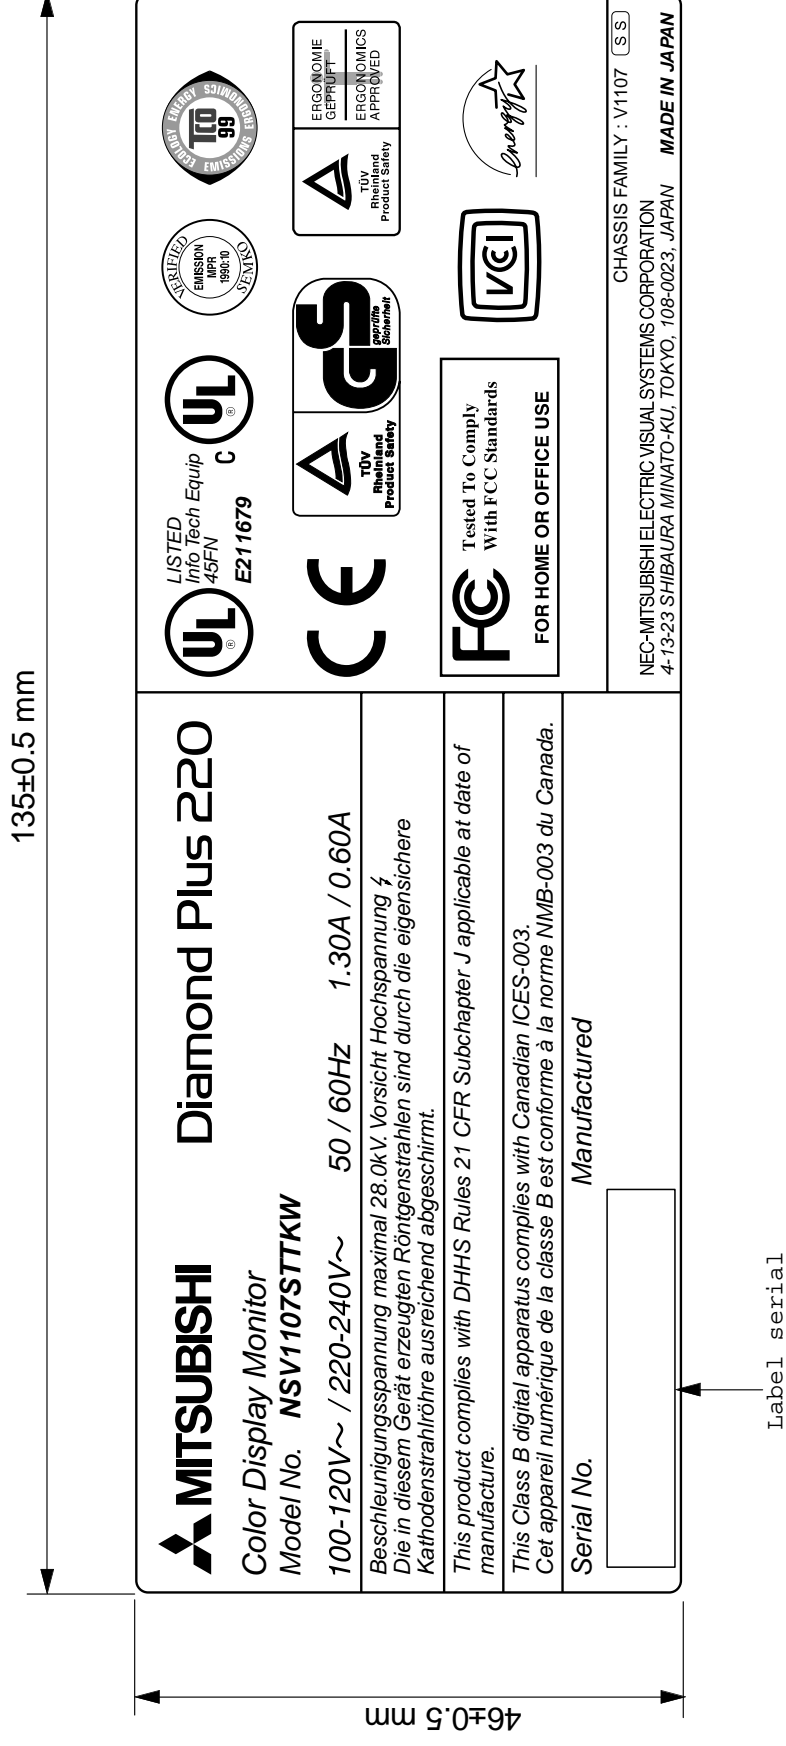 135±0.5 mm
46±0.5 mm
MITSUBISHI Diamond Plus 220
Color Display Monitor
Model No. NSV1107STTKW
100-120V~ / 220-240V~ 50 / 60Hz 1.30A / 0.60A
Beschleunigungsspannung maximal 28.0kV. Vorsicht Hochspannung
Die in diesem Gerät erzeugten Röntgenstrahlen sind durch die eigensichere
Kathodenstrahlröhre ausreichend abgeschirmt.
This product complies with DHHS Rules 21 CFR Subchapter J applicable at date of
manufacture.
This Class B digital apparatus complies with Canadian ICES-003.
Cet appareil numérique de la classe B est conforme à la norme NMB-003 du Canada.
Serial No. Manufactured
Label serial
UL ®
LISTED
Info Tech Equip
45FN
E211679
C UL ®
VERIFIED
EMISSION
MPR
1990:10
SEMKO
ECOLOGY ENERGY
TCO
99
EMISSIONS ERGONOMICS
CE
TÜV
Rheinland
Product Safety
GS
geprüfte
Sicherheit
TÜV
Rheinland
Product Safety
ERGONOMIE
GEPRÜFT
ERGONOMICS
APPROVED
FC
Tested To Comply
With FCC Standards
FOR HOME OR OFFICE USE
VCCI
energy
CHASSIS FAMILY : V1107 S S
NEC-MITSUBISHI ELECTRIC VISUAL SYSTEMS CORPORATION
4-13-23 SHIBAURA MINATO-KU, TOKYO, 108-0023, JAPAN MADE IN JAPAN